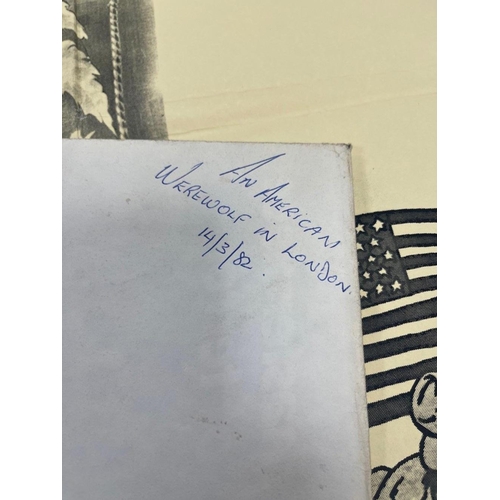 AN AMERICAN
WEREWOLF IN LONDON.
14/3/82.